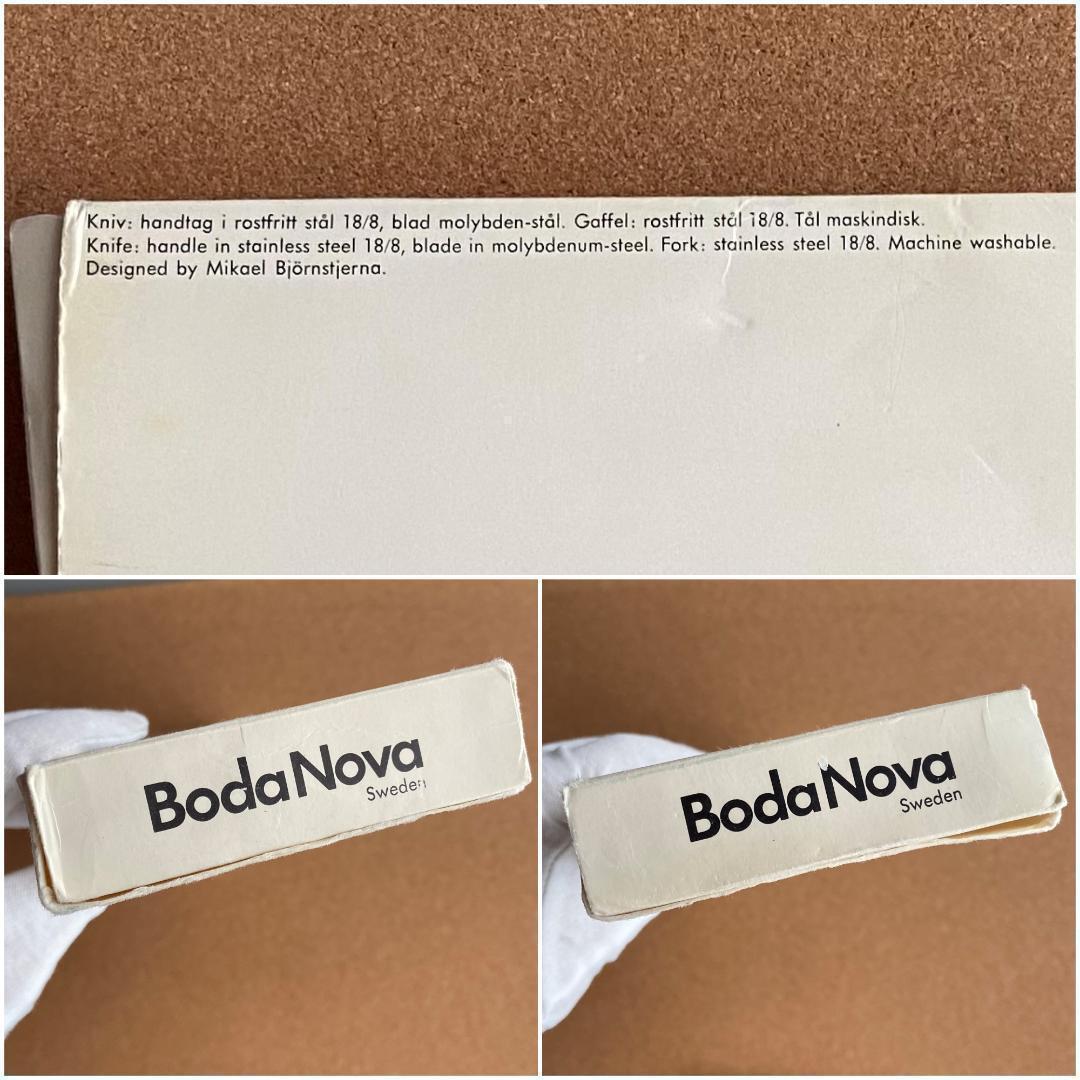 Kniv: handtag i rostfritt stål 18/8, blad molybden-stål. Gaffel: rostfritt stål 18/8. Tål maskindisk.
Knife: handle in stainless steel 18/8, blade in molybdenum-steel. Fork: stainless steel 18/8. Machine washable.
Designed by Mikael Björnstjerna.
BodaNova
Sweden
BodaNova
Sweden